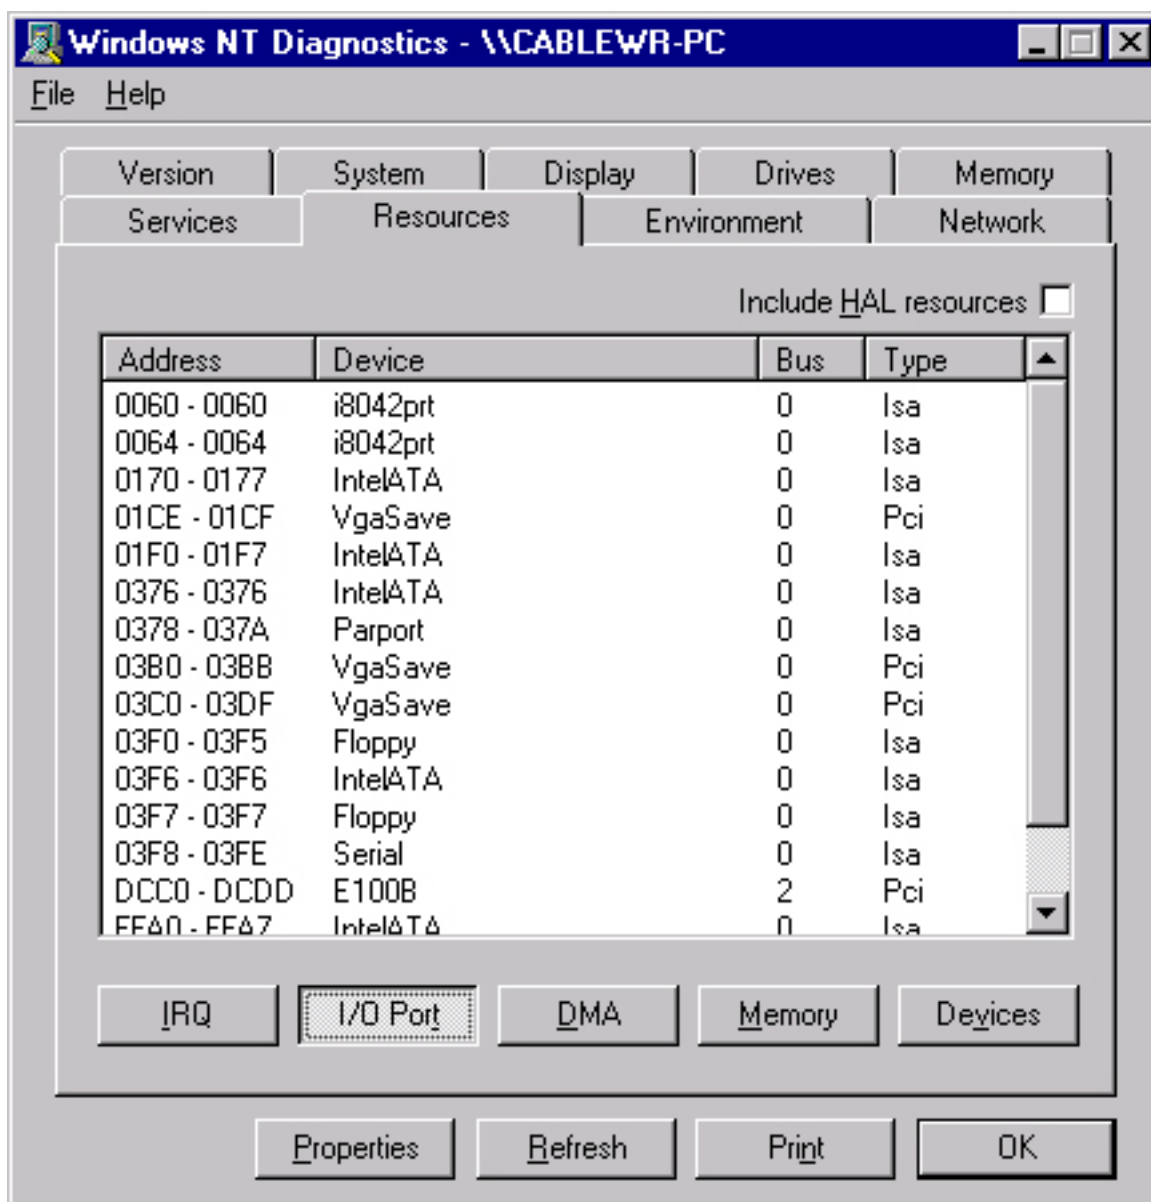 Windows NT Diagnostics - \\CABLEWR-PC
File Help
Version System Display Drives Memory
Services Resources Environment Network
Include HAL resources
Address Device Bus Type
0060 - 0060 i8042prt 0 Isa
0064 - 0064 i8042prt 0 Isa
0170 - 0177 IntelATA 0 Isa
01CE - 01CF VgaSave 0 Pci
01F0 - 01F7 IntelATA 0 Isa
0376 - 0376 IntelATA 0 Isa
0378 - 037A Parport 0 Isa
03B0 - 03BB VgaSave 0 Pci
03C0 - 03DF VgaSave 0 Pci
03F0 - 03F5 Floppy 0 Isa
03F6 - 03F6 IntelATA 0 Isa
03F7 - 03F7 Floppy 0 Isa
03F8 - 03FE Serial 0 Isa
DCC0 - DCDD E100B 2 Pci
FFA0 - FFA7 IntelATA 0 Isa
IRQ I/O Port DMA Memory Devices
Properties Refresh Print OK